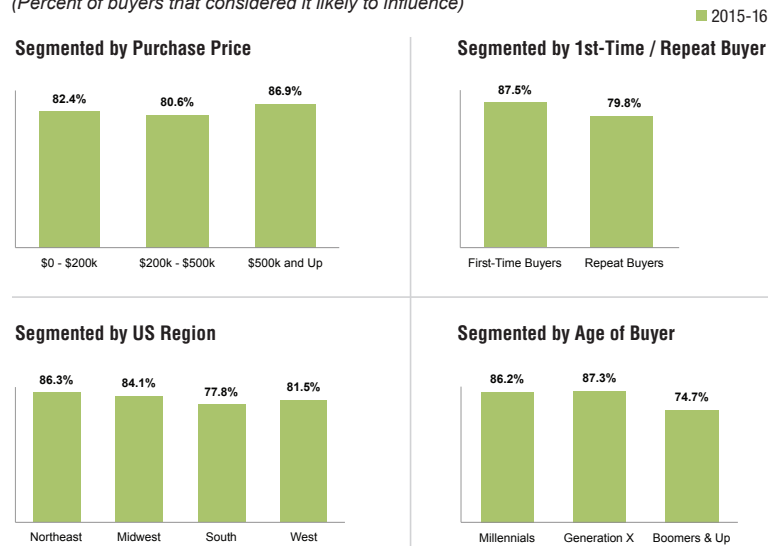 (Percent of buyers that considered it likely to influence)
2015-16
Segmented by Purchase Price
82.4%
80.6%
86.9%
$0 - $200k
$200k - $500k
$500k and Up
Segmented by 1st-Time / Repeat Buyer
87.5%
79.8%
First-Time Buyers
Repeat Buyers
Segmented by US Region
86.3%
84.1%
77.8%
81.5%
Northeast
Midwest
South
West
Segmented by Age of Buyer
86.2%
87.3%
74.7%
Millennials
Generation X
Boomers & Up